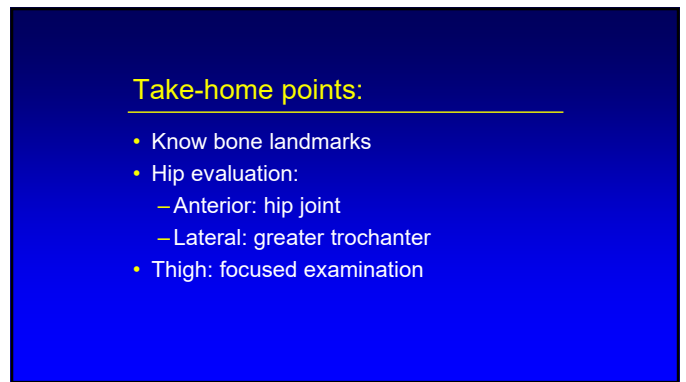 Take-home points:
• Know bone landmarks
• Hip evaluation:
– Anterior: hip joint
– Lateral: greater trochanter
• Thigh: focused examination